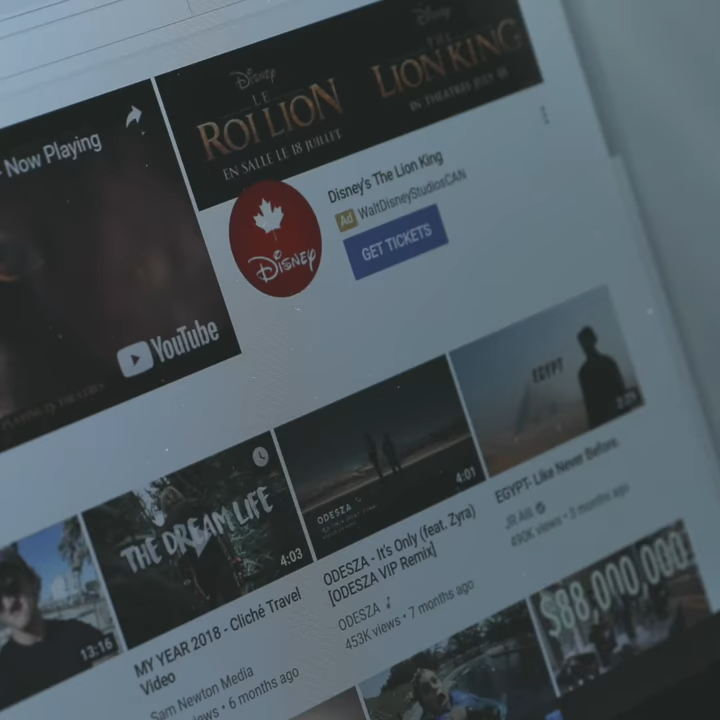 Disney
LE
ROI LION
EN SALLE LE 18 JUILLET
Disney
THE
LION KING
IN THEATRES JULY 18
Now Playing
YouTube
PLAYING IN THEATRES
Disney
Disney's The Lion King
Ad WaltDisneyStudiosCAN
GET TICKETS
13:16
THE DREAM LIFE
4:03
MY YEAR 2018 - Cliché Travel
Video
Sam Newton Media
views • 6 months ago
ODESZA
4:01
ODESZA - It's Only (feat. Zyra)
[ODESZA VIP Remix]
ODESZA
453K views • 7 months ago
EGYPT
EGYPT- Like Never Before
JR Alli
490K views • 3 months ago
$88,000,000